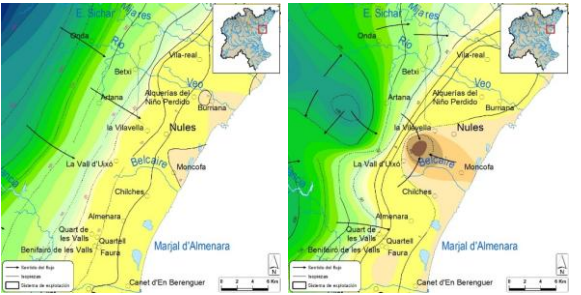 E. Sichar
Mijares
Onda
Río
Vila-real
Betxi
Veo
Artana
Alquerías del
Niño Perdido
Burriana
la Vilavella
Nules
La Vall d'Uixó
Belcaire
Moncofa
Chilches
Almenara
Quart de
les Valls
Marjal d'Almenara
Benifairó de les Valls
Quartell
Faura
Canet d'En Berenguer
Sentido del flujo
Isopiezas
Sistema de explotación
N
0 2 4 6 Km
E. Sichar
Mijares
Onda
Río
Vila-real
Betxi
Veo
Artana
Alquerías del
Niño Perdido
Burriana
la Vilavella
Nules
La Vall d'Uixó
Belcaire
Moncofa
Chilches
Almenara
Quart de
les Valls
Marjal d'Almenara
Benifairó de les Valls
Quartell
Faura
Canet d'En Berenguer
Sentido del flujo
Isopiezas
Sistema de explotación
N
0 2 4 6 Km